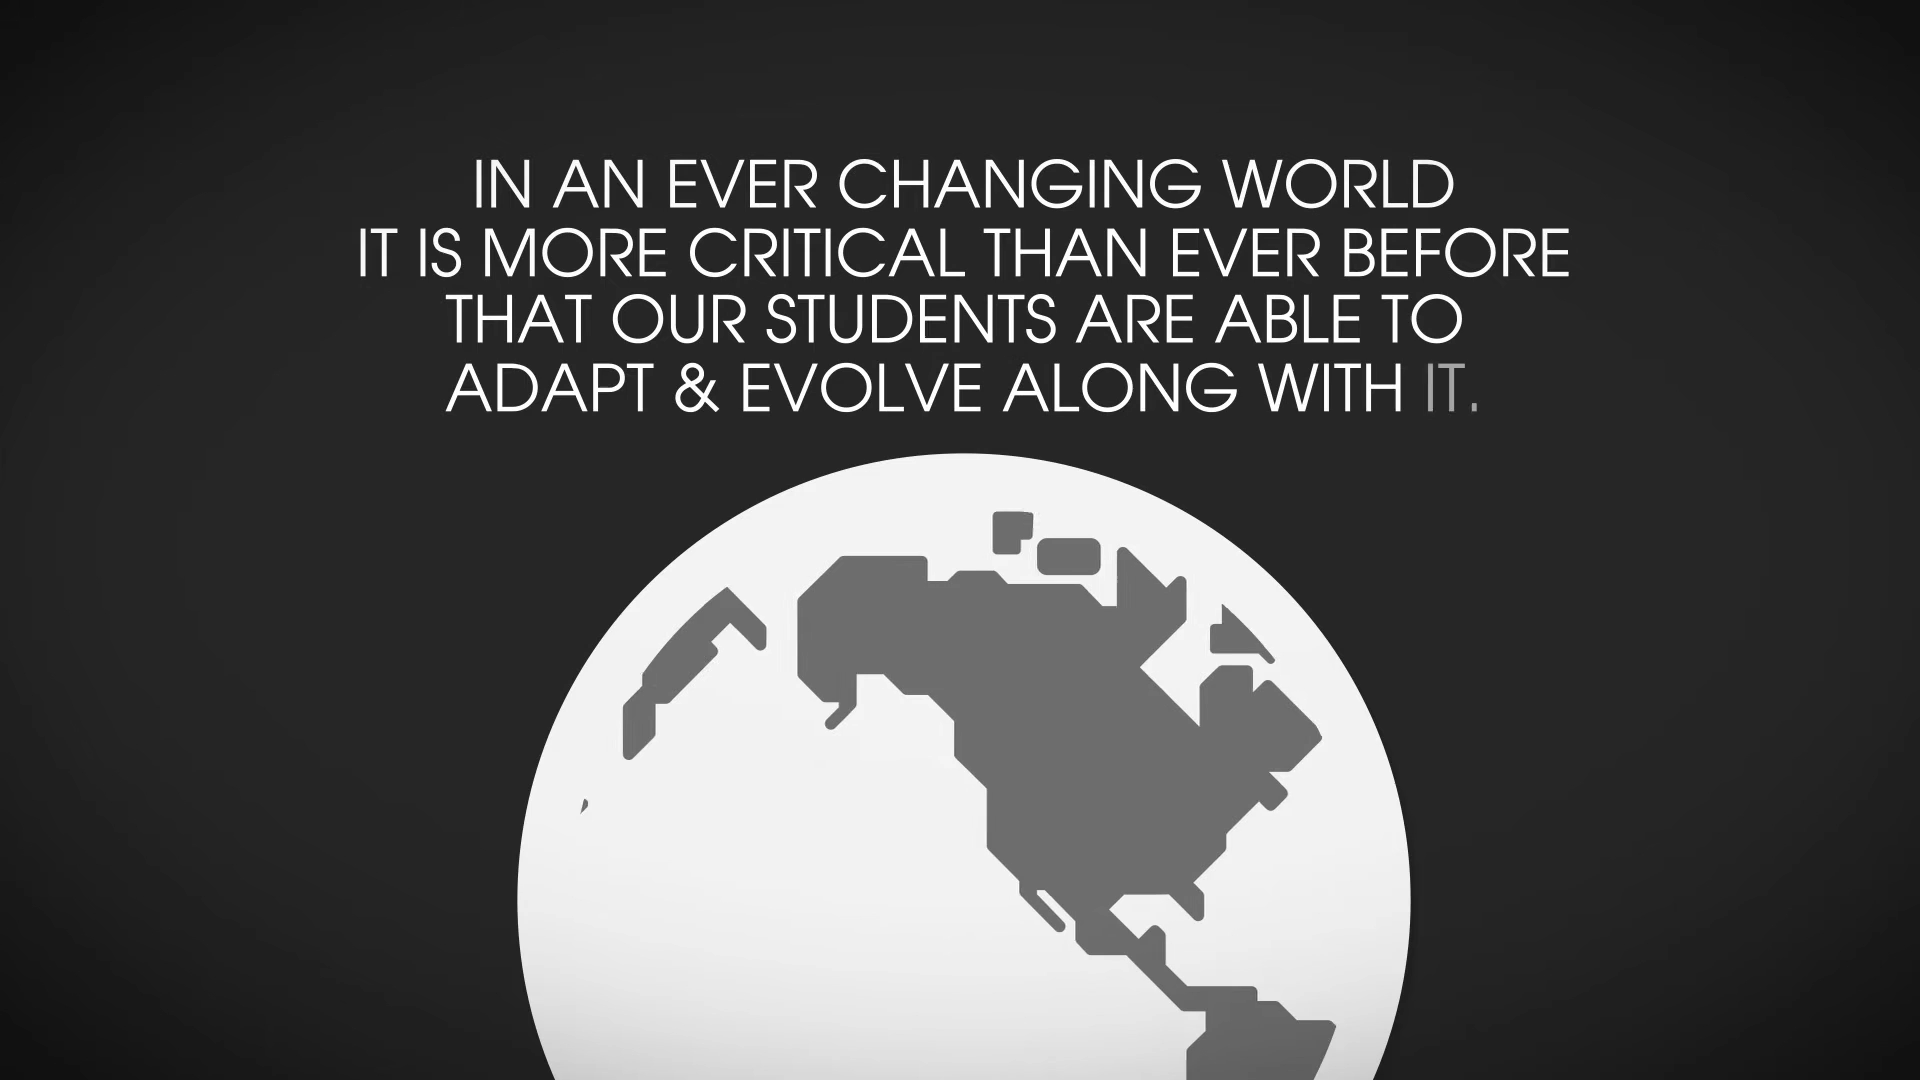 IN AN EVER CHANGING WORLD
IT IS MORE CRITICAL THAN EVER BEFORE
THAT OUR STUDENTS ARE ABLE TO
ADAPT & EVOLVE ALONG WITH IT.